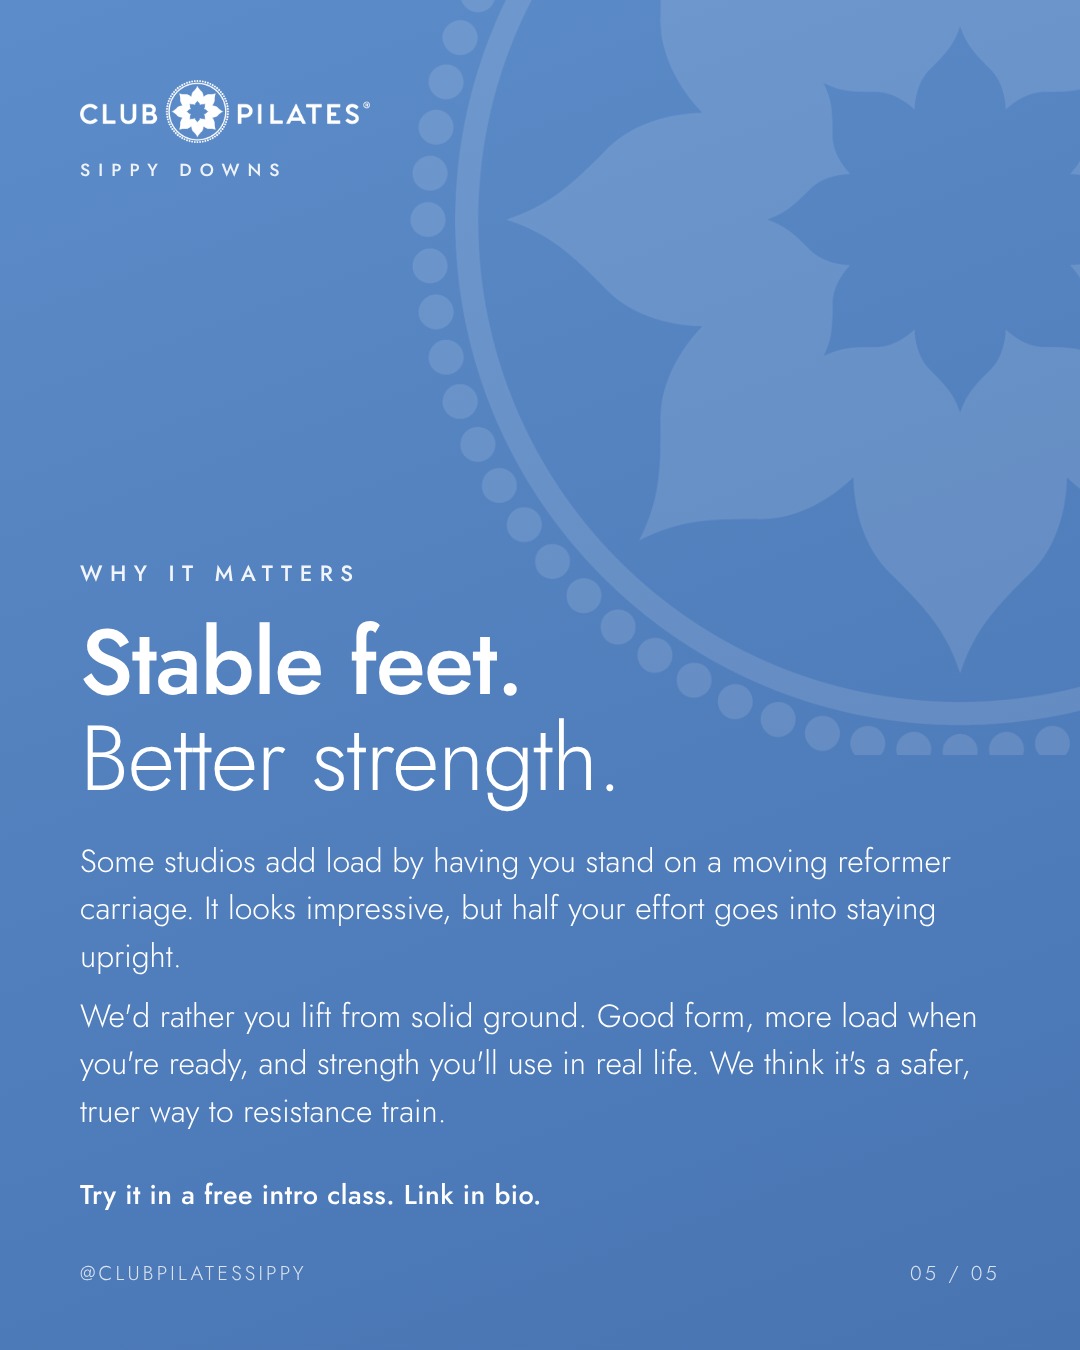 CLUB PILATES®
SIPPY DOWNS
WHY IT MATTERS
Stable feet.
Better strength.
Some studios add load by having you stand on a moving reformer
carriage. It looks impressive, but half your effort goes into staying
upright.
We'd rather you lift from solid ground. Good form, more load when
you're ready, and strength you'll use in real life. We think it's a safer,
truer way to resistance train.
Try it in a free intro class. Link in bio.
@CLUBPILATESSIPPY
05 / 05